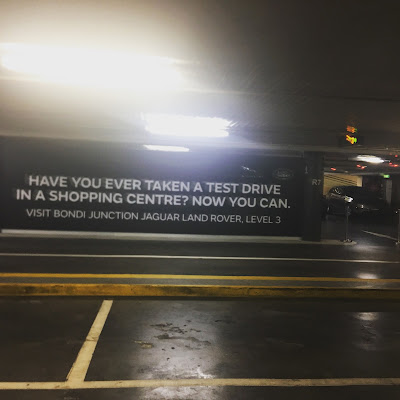 HAVE YOU EVER TAKEN A TEST DRIVE
IN A SHOPPING CENTRE? NOW YOU CAN.
VISIT BONDI JUNCTION JAGUAR LAND ROVER, LEVEL 3
R7